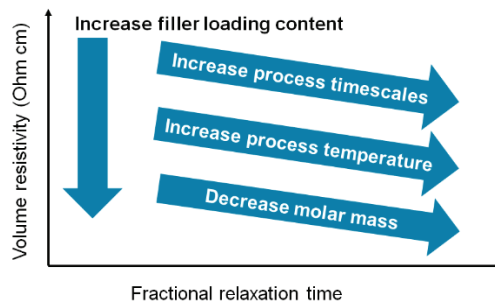 Increase filler loading content
Increase process timescales
Increase process temperature
Decrease molar mass
Volume resistivity (Ohm cm)
Fractional relaxation time